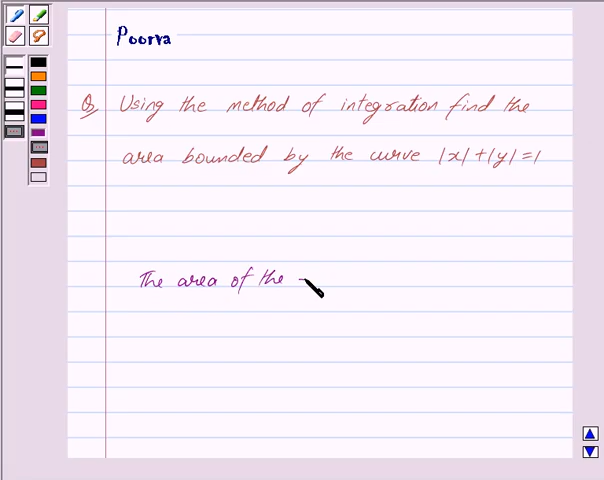 Poorva
Q Using the method of integration find the
area bounded by the curve |x|+|y|=1
The area of the